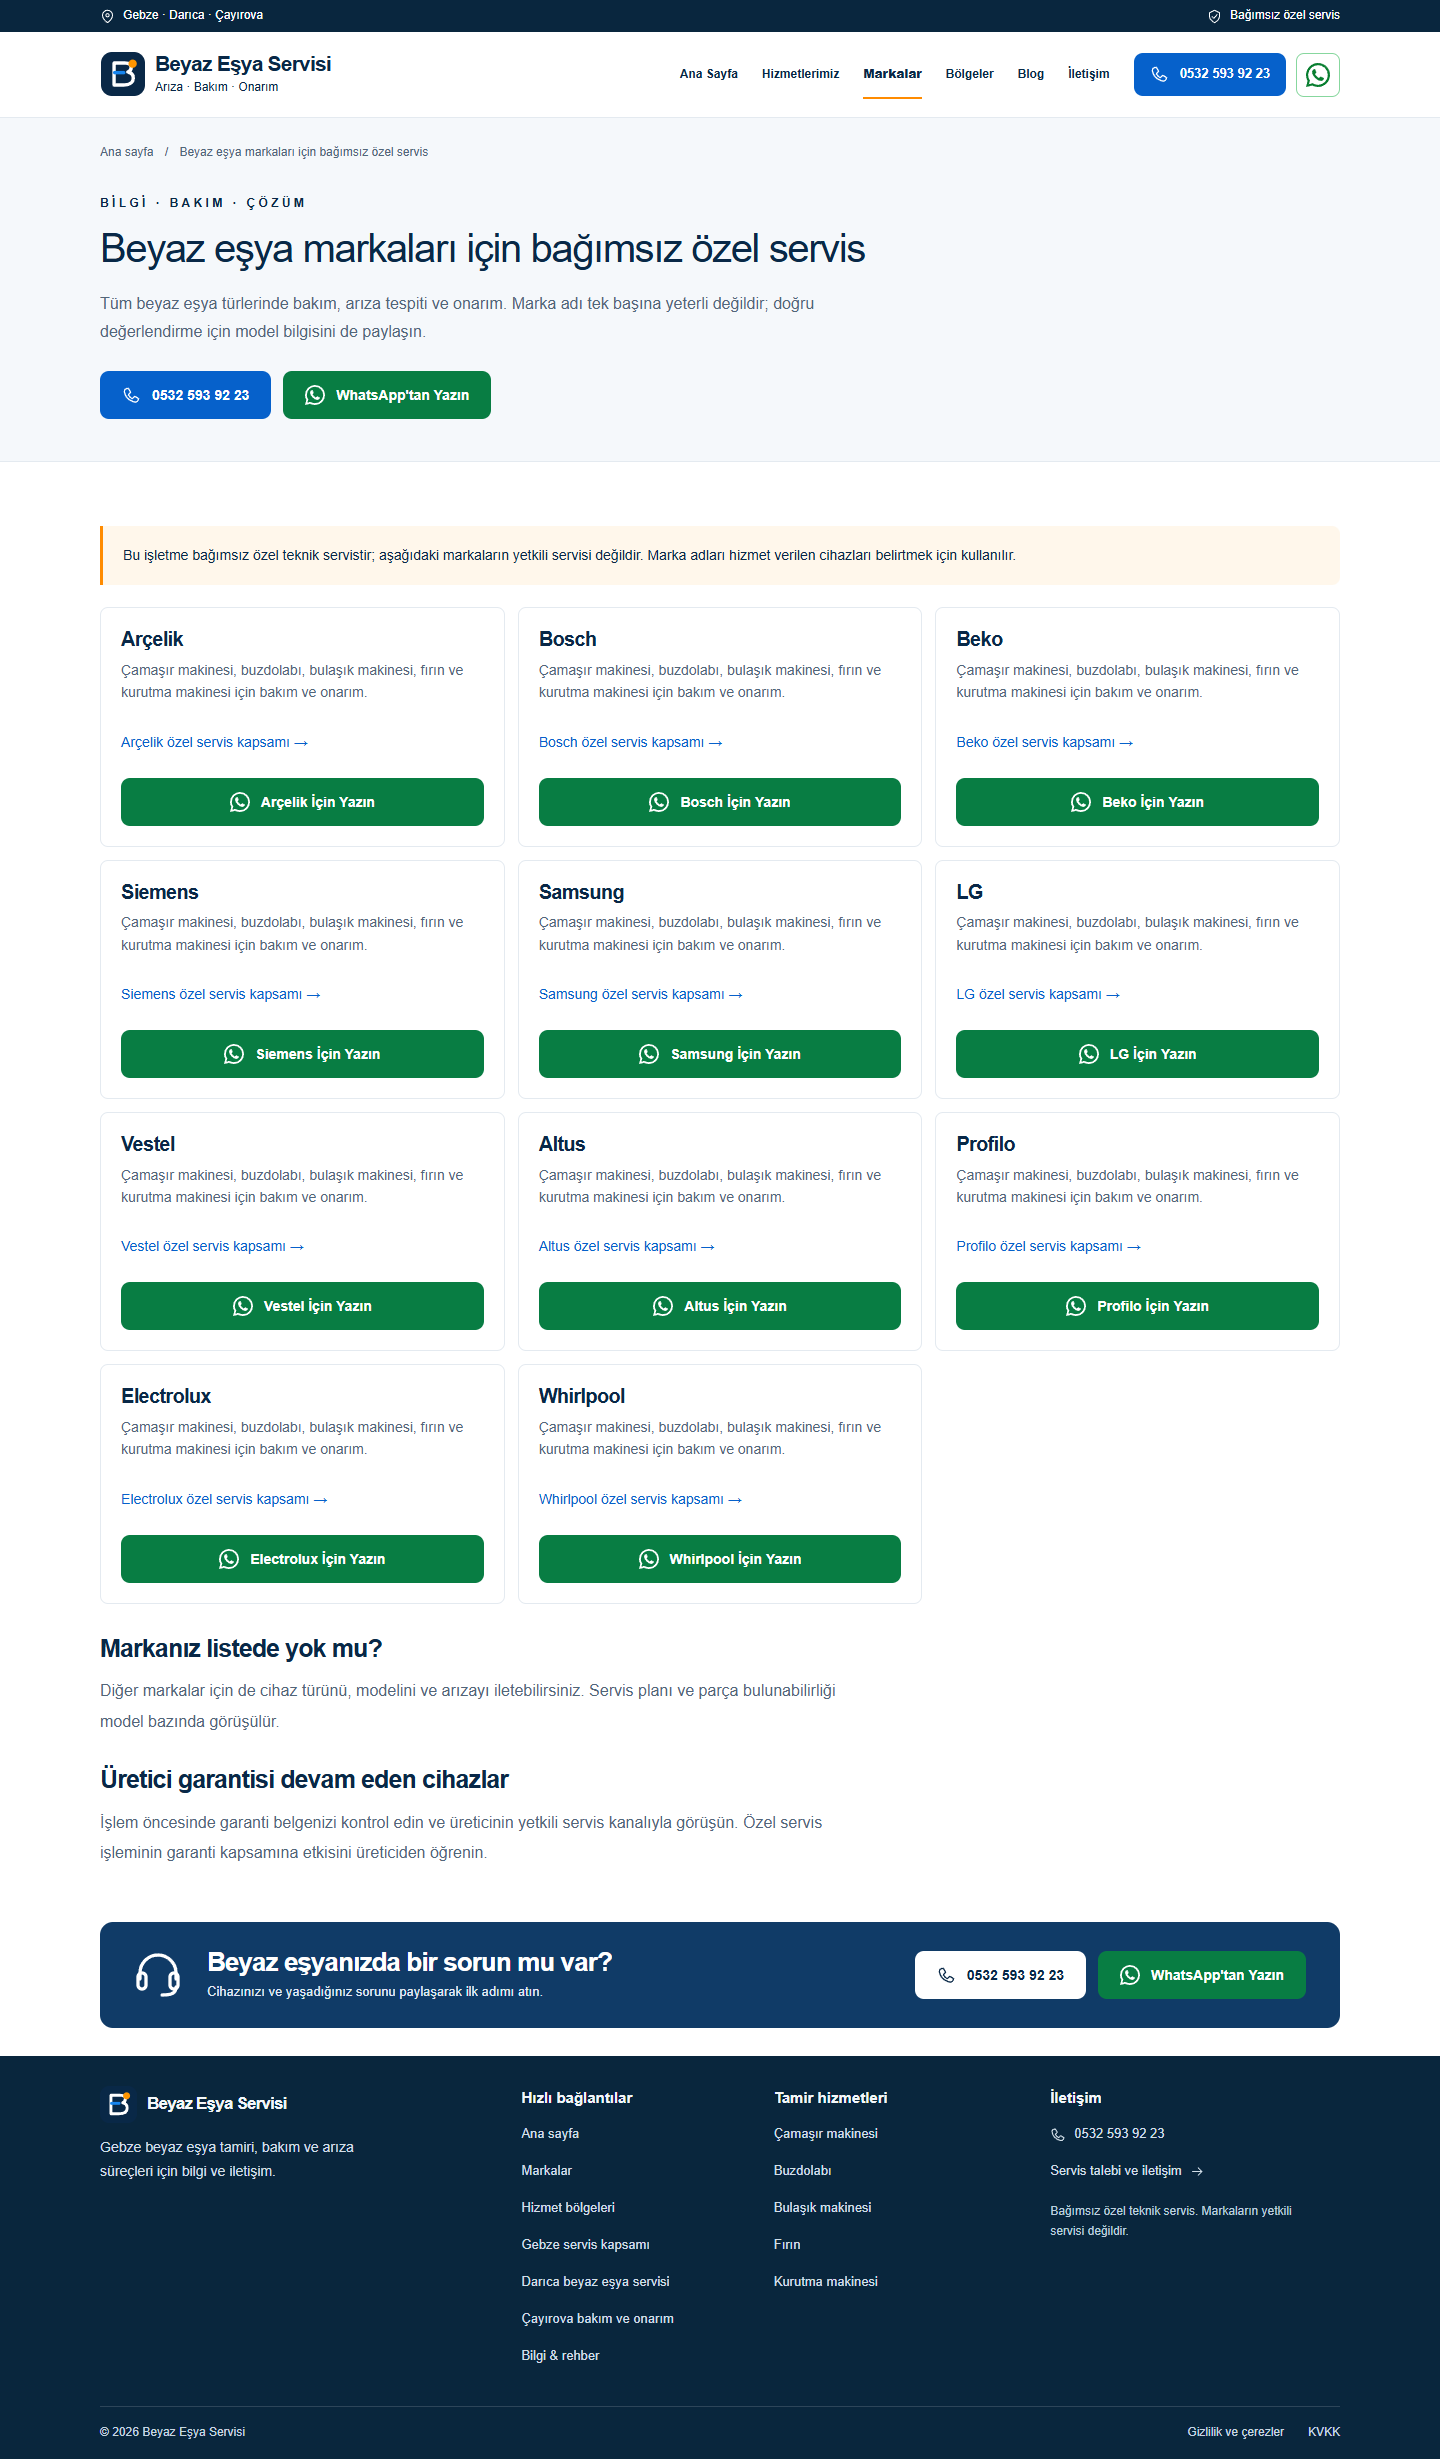 Gebze · Darıca · Çayırova
Bağımsız özel servis
Beyaz Eşya Servisi
Arıza · Bakım · Onarım
Ana Sayfa
Hizmetlerimiz
Markalar
Bölgeler
Blog
İletişim
0532 593 92 23
Ana sayfa / Beyaz eşya markaları için bağımsız özel servis
BİLGİ · BAKIM · ÇÖZÜM
Beyaz eşya markaları için bağımsız özel servis
Tüm beyaz eşya türlerinde bakım, arıza tespiti ve onarım. Marka adı tek başına yeterli değildir; doğru
değerlendirme için model bilgisini de paylaşın.
0532 593 92 23
WhatsApp'tan Yazın
Bu işletme bağımsız özel teknik servistir; aşağıdaki markaların yetkili servisi değildir. Marka adları hizmet verilen cihazları belirtmek için kullanılır.
Arçelik
Çamaşır makinesi, buzdolabı, bulaşık makinesi, fırın ve
kurutma makinesi için bakım ve onarım.
Arçelik özel servis kapsamı →
Arçelik İçin Yazın
Bosch
Çamaşır makinesi, buzdolabı, bulaşık makinesi, fırın ve
kurutma makinesi için bakım ve onarım.
Bosch özel servis kapsamı →
Bosch İçin Yazın
Beko
Çamaşır makinesi, buzdolabı, bulaşık makinesi, fırın ve
kurutma makinesi için bakım ve onarım.
Beko özel servis kapsamı →
Beko İçin Yazın
Siemens
Çamaşır makinesi, buzdolabı, bulaşık makinesi, fırın ve
kurutma makinesi için bakım ve onarım.
Siemens özel servis kapsamı →
Siemens İçin Yazın
Samsung
Çamaşır makinesi, buzdolabı, bulaşık makinesi, fırın ve
kurutma makinesi için bakım ve onarım.
Samsung özel servis kapsamı →
Samsung İçin Yazın
LG
Çamaşır makinesi, buzdolabı, bulaşık makinesi, fırın ve
kurutma makinesi için bakım ve onarım.
LG özel servis kapsamı →
LG İçin Yazın
Vestel
Çamaşır makinesi, buzdolabı, bulaşık makinesi, fırın ve
kurutma makinesi için bakım ve onarım.
Vestel özel servis kapsamı →
Vestel İçin Yazın
Altus
Çamaşır makinesi, buzdolabı, bulaşık makinesi, fırın ve
kurutma makinesi için bakım ve onarım.
Altus özel servis kapsamı →
Altus İçin Yazın
Profilo
Çamaşır makinesi, buzdolabı, bulaşık makinesi, fırın ve
kurutma makinesi için bakım ve onarım.
Profilo özel servis kapsamı →
Profilo İçin Yazın
Electrolux
Çamaşır makinesi, buzdolabı, bulaşık makinesi, fırın ve
kurutma makinesi için bakım ve onarım.
Electrolux özel servis kapsamı →
Electrolux İçin Yazın
Whirlpool
Çamaşır makinesi, buzdolabı, bulaşık makinesi, fırın ve
kurutma makinesi için bakım ve onarım.
Whirlpool özel servis kapsamı →
Whirlpool İçin Yazın
Markanız listede yok mu?
Diğer markalar için de cihaz türünü, modelini ve arızayı iletebilirsiniz. Servis planı ve parça bulunabilirliği
model bazında görüşülür.
Üretici garantisi devam eden cihazlar
İşlem öncesinde garanti belgenizi kontrol edin ve üreticinin yetkili servis kanalıyla görüşün. Özel servis
işleminin garanti kapsamına etkisini üreticiden öğrenin.
Beyaz eşyanızda bir sorun mu var?
Cihazınızı ve yaşadığınız sorunu paylaşarak ilk adımı atın.
0532 593 92 23
WhatsApp'tan Yazın
Beyaz Eşya Servisi
Gebze beyaz eşya tamiri, bakım ve arıza
süreçleri için bilgi ve iletişim.
Hızlı bağlantılar
Ana sayfa
Markalar
Hizmet bölgeleri
Gebze servis kapsamı
Darıca beyaz eşya servisi
Çayırova bakım ve onarım
Bilgi & rehber
Tamir hizmetleri
Çamaşır makinesi
Buzdolabı
Bulaşık makinesi
Fırın
Kurutma makinesi
İletişim
0532 593 92 23
Servis talebi ve iletişim →
Bağımsız özel teknik servis. Markaların yetkili
servisi değildir.
© 2026 Beyaz Eşya Servisi
Gizlilik ve çerezler
KVKK